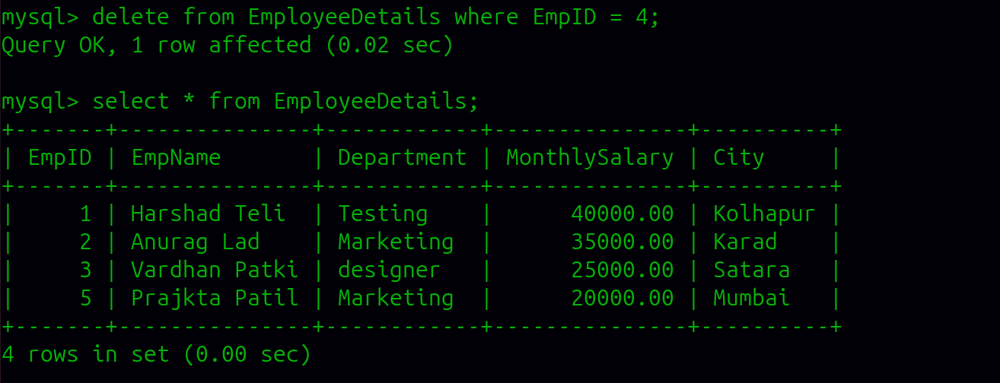 mysql> delete from EmployeeDetails where EmpID = 4;
Query OK, 1 row affected (0.02 sec)

mysql> select * from EmployeeDetails;
+-------+---------------+------------+---------------+----------+
| EmpID | EmpName       | Department | MonthlySalary | City     |
+-------+---------------+------------+---------------+----------+
|     1 | Harshad Teli  | Testing    |      40000.00 | Kolhapur |
|     2 | Anurag Lad    | Marketing  |      35000.00 | Karad    |
|     3 | Vardhan Patki | designer   |      25000.00 | Satara   |
|     5 | Prajkta Patil | Marketing  |      20000.00 | Mumbai   |
+-------+---------------+------------+---------------+----------+
4 rows in set (0.00 sec)